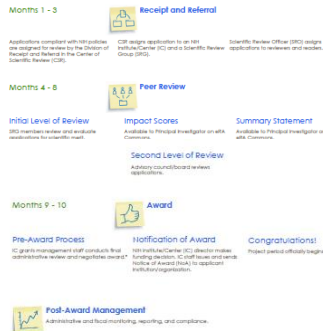 Months 1 - 3
Receipt and Referral
Applications compliant with NIH policies
are assigned for review by the Division of
Receipt and Referral in the Center of
Scientific Review (CSR).
CSR assigns application to an NIH
Institute/Center (IC) and a Scientific Review
Group (SRG).
Scientific Review Officer (SRO) assigns
applications to reviewers and readers.
Months 4 - 8
Peer Review
Initial Level of Review
SRG members review and evaluate
applications for scientific merit.
Impact Scores
Available to Principal Investigator on eRA
Commons.
Summary Statement
Available to Principal Investigator on
eRA Commons.
Second Level of Review
Advisory council/board reviews
applications.
Months 9 - 10
Award
Pre-Award Process
IC grants management staff conducts final
administrative review and negotiates award.*
Notification of Award
NIH Institute/Center (IC) director makes
funding decision. IC staff issues and sends
Notice of Award (NoA) to applicant
institution/organization.
Congratulations!
Project period officially begins
Post-Award Management
Administrative and fiscal monitoring, reporting, and compliance.